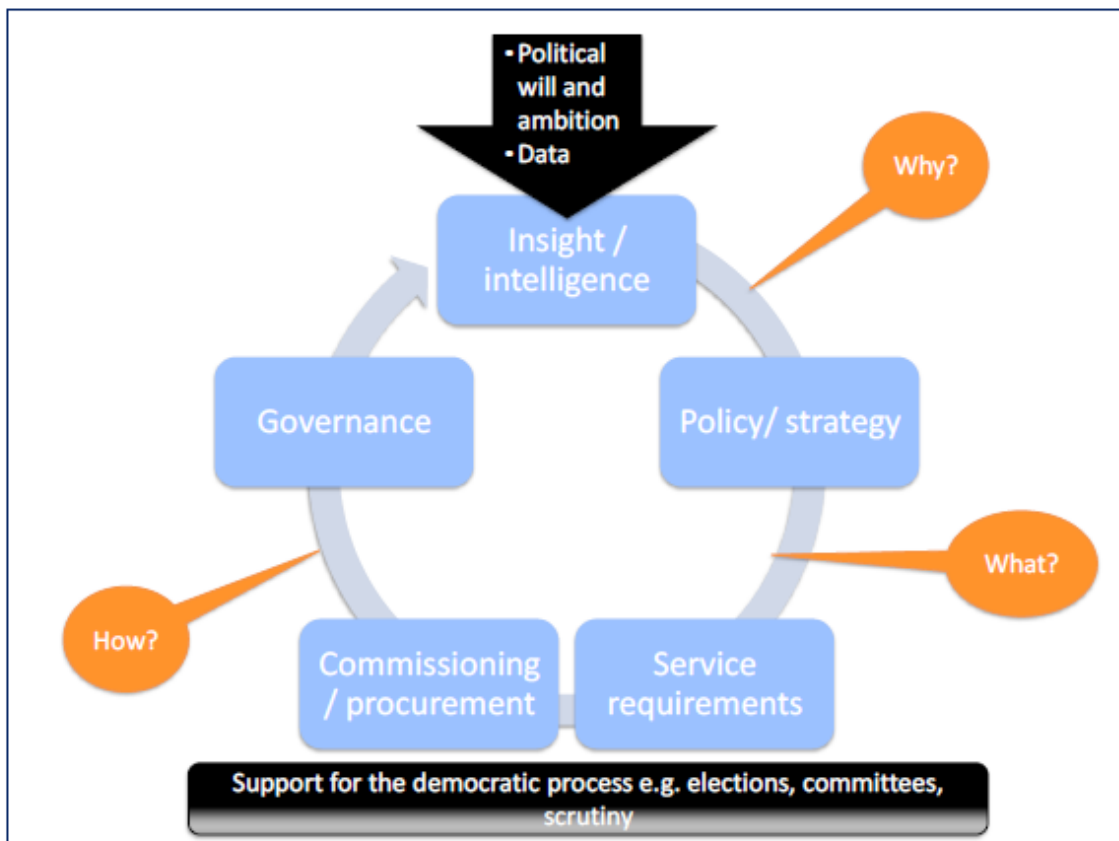 • Political
will and
ambition
• Data
Why?
Insight /
intelligence
Governance
Policy/ strategy
What?
How?
Commissioning
/ procurement
Service
requirements
Support for the democratic process e.g. elections, committees,
scrutiny